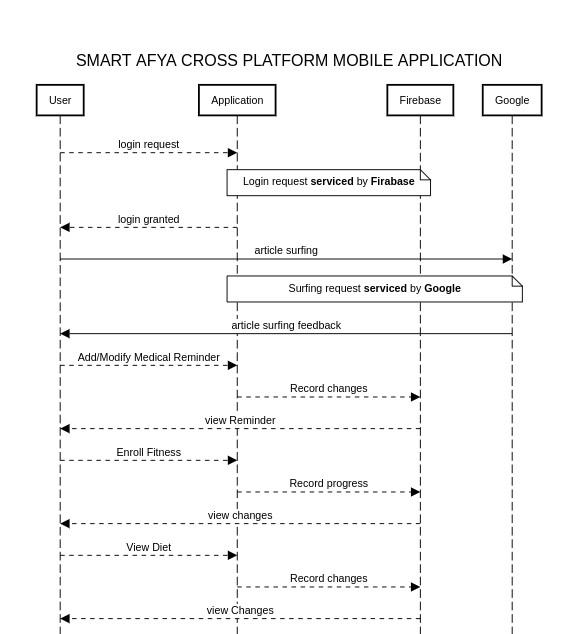 SMART AFYA CROSS PLATFORM MOBILE APPLICATION
User Application Firebase Google
login request
Login request serviced by Firabase
login granted
article surfing
Surfing request serviced by Google
article surfing feedback
Add/Modify Medical Reminder
Record changes
view Reminder
Enroll Fitness
Record progress
view changes
View Diet
Record changes
view Changes